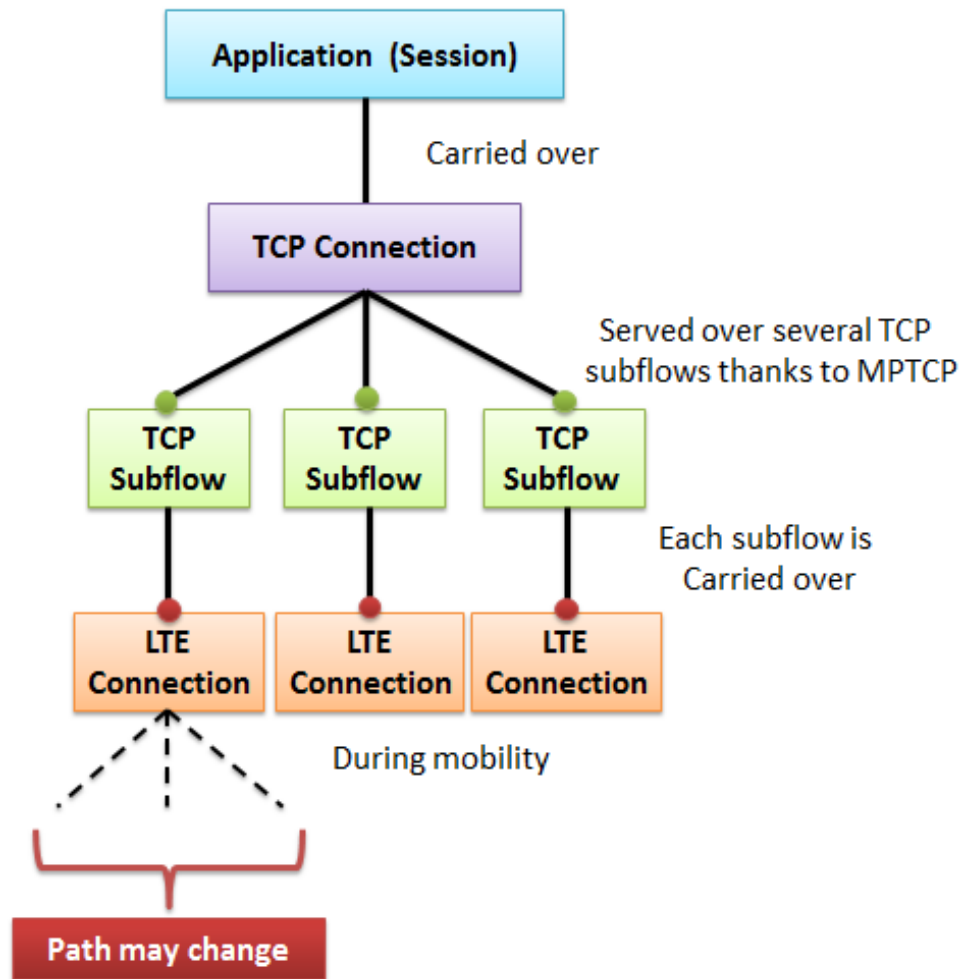 Application (Session)
Carried over
TCP Connection
Served over several TCP
subflows thanks to MPTCP
TCP
Subflow
TCP
Subflow
TCP
Subflow
Each subflow is
Carried over
LTE
Connection
LTE
Connection
LTE
Connection
During mobility
Path may change